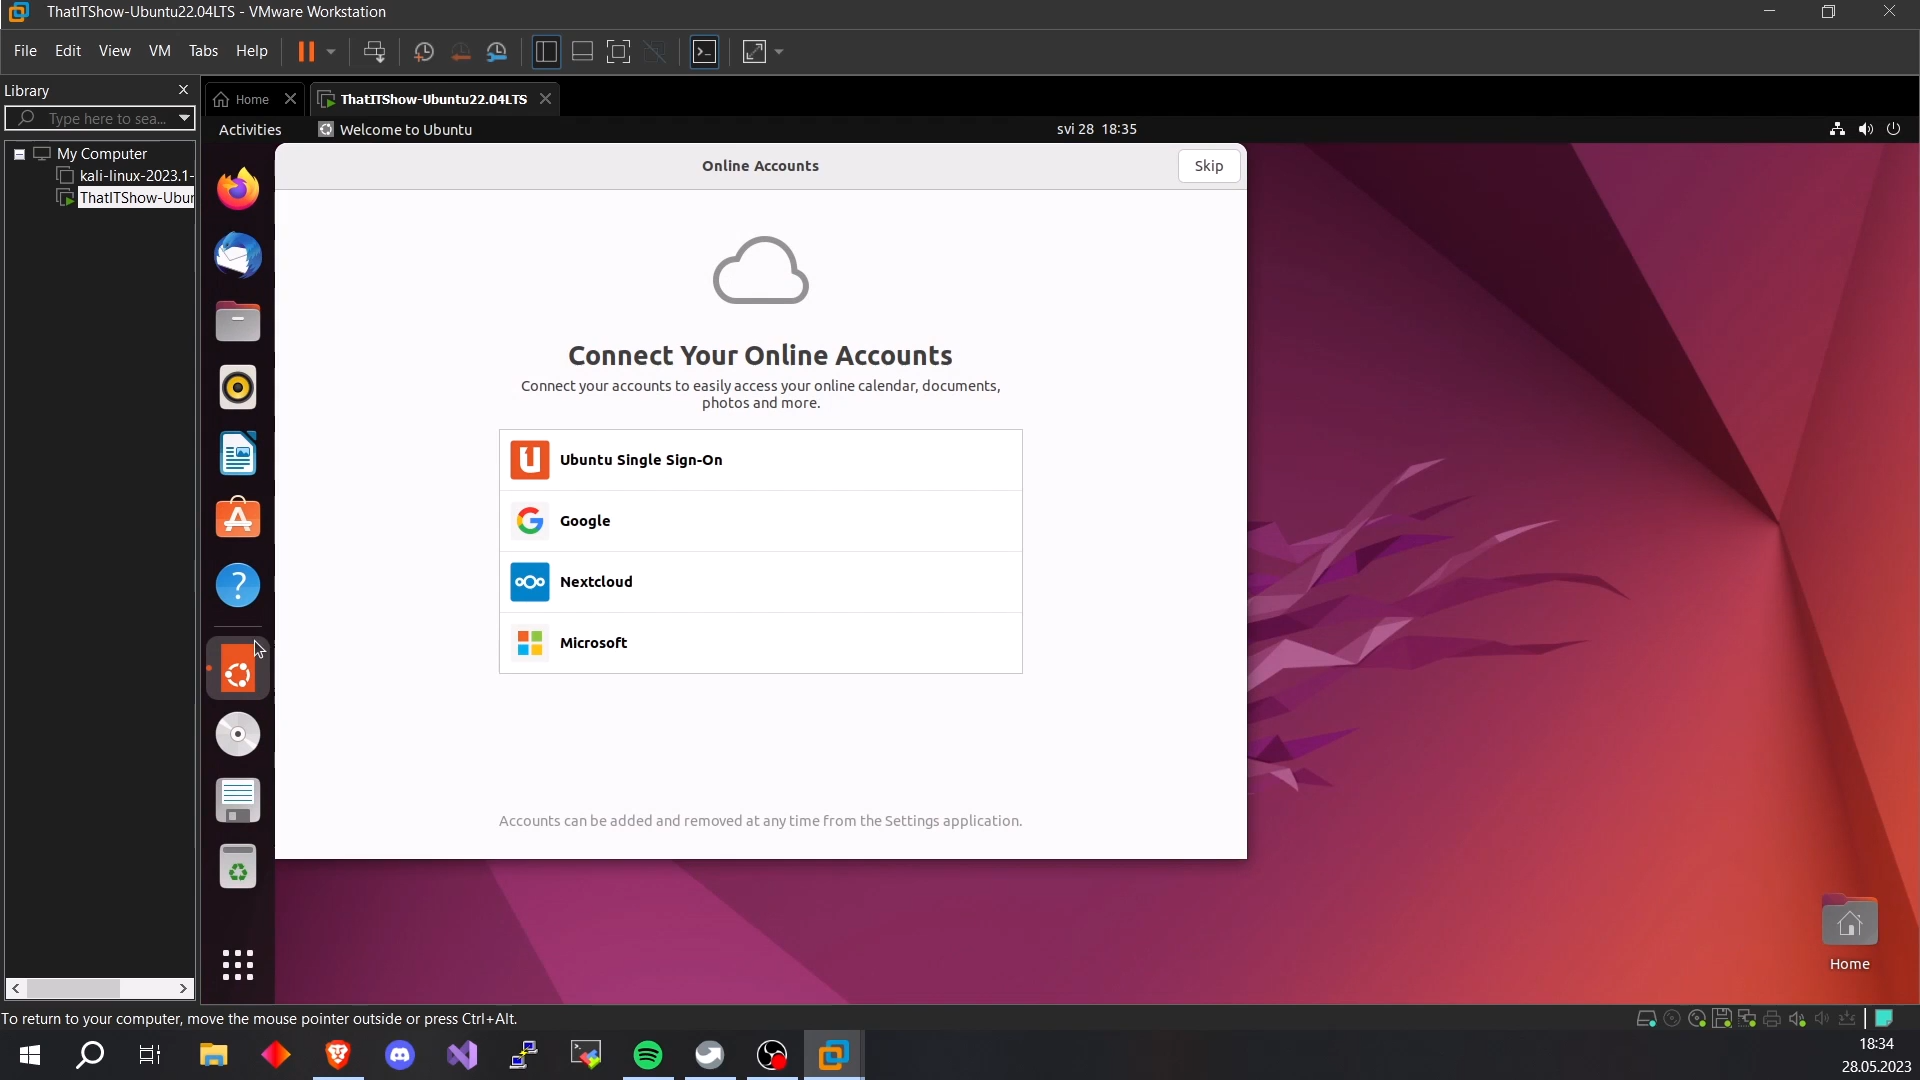 ThatITShow-Ubuntu22.04LTS - VMware Workstation
File Edit View VM Tabs Help
Library
Home
ThatITShow-Ubuntu22.04LTS
Type here to sea...
Activities
Welcome to Ubuntu
svi 28 18:35
My Computer
kali-linux-2023.1-
ThatITShow-Ubun
Online Accounts
Skip
Connect Your Online Accounts
Connect your accounts to easily access your online calendar, documents,
photos and more.
Ubuntu Single Sign-On
Google
Nextcloud
Microsoft
Accounts can be added and removed at any time from the Settings application.
Home
To return to your computer, move the mouse pointer outside or press Ctrl+Alt.
18:34
28.05.2023